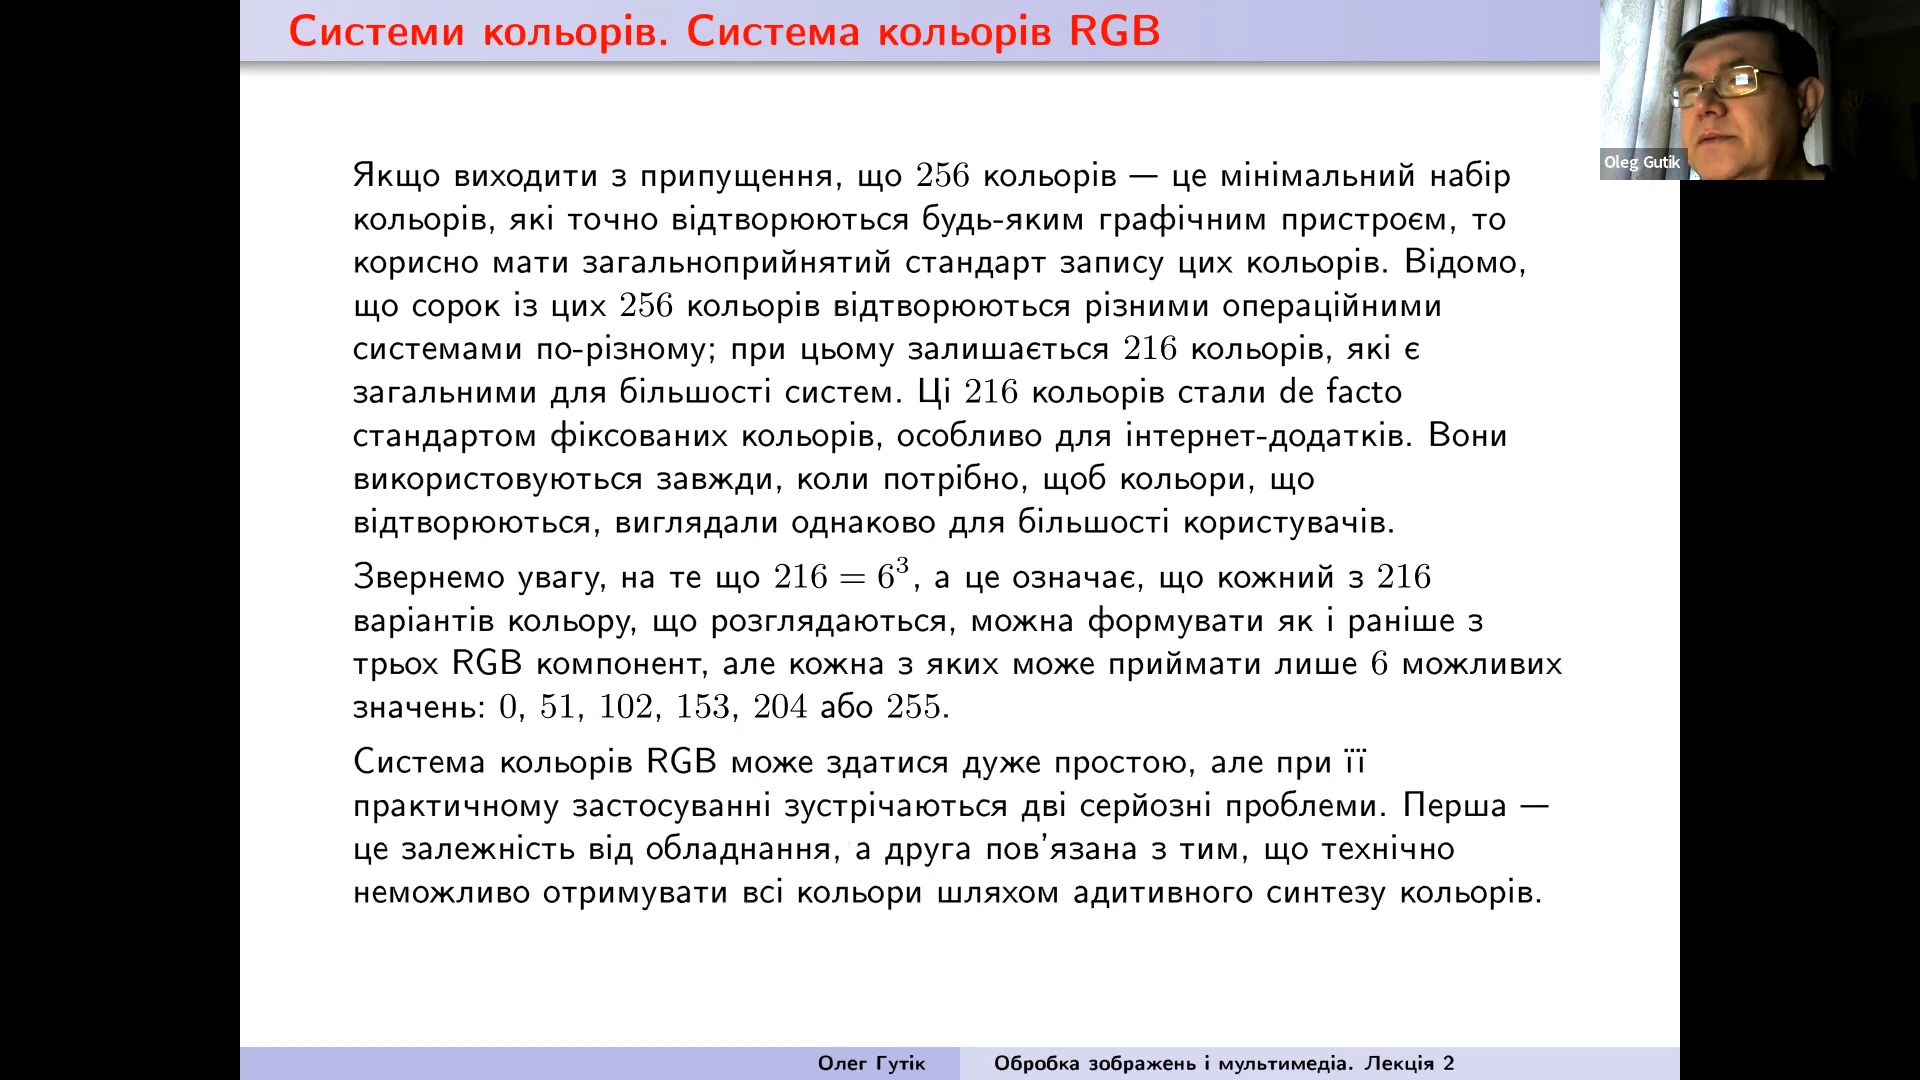 Системи кольорів. Система кольорів RGB
Oleg Gutik
Якщо виходити з припущення, що 256 кольорів — це мінімальний набір
кольорів, які точно відтворюються будь-яким графічним пристроєм, то
корисно мати загальноприйнятий стандарт запису цих кольорів. Відомо,
що сорок із цих 256 кольорів відтворюються різними операційними
системами по-різному; при цьому залишається 216 кольорів, які є
загальними для більшості систем. Ці 216 кольорів стали de facto
стандартом фіксованих кольорів, особливо для інтернет-додатків. Вони
використовуються завжди, коли потрібно, щоб кольори, що
відтворюються, виглядали однаково для більшості користувачів.
Звернемо увагу, на те що 216 = 6³, а це означає, що кожний з 216
варіантів кольору, що розглядаються, можна формувати як і раніше з
трьох RGB компонент, але кожна з яких може приймати лише 6 можливих
значень: 0, 51, 102, 153, 204 або 255.
Система кольорів RGB може здатися дуже простою, але при її
практичному застосуванні зустрічаються дві серйозні проблеми. Перша —
це залежність від обладнання, а друга пов'язана з тим, що технічно
неможливо отримувати всі кольори шляхом адитивного синтезу кольорів.
Олег Гутік
Обробка зображень і мультимедіа. Лекція 2